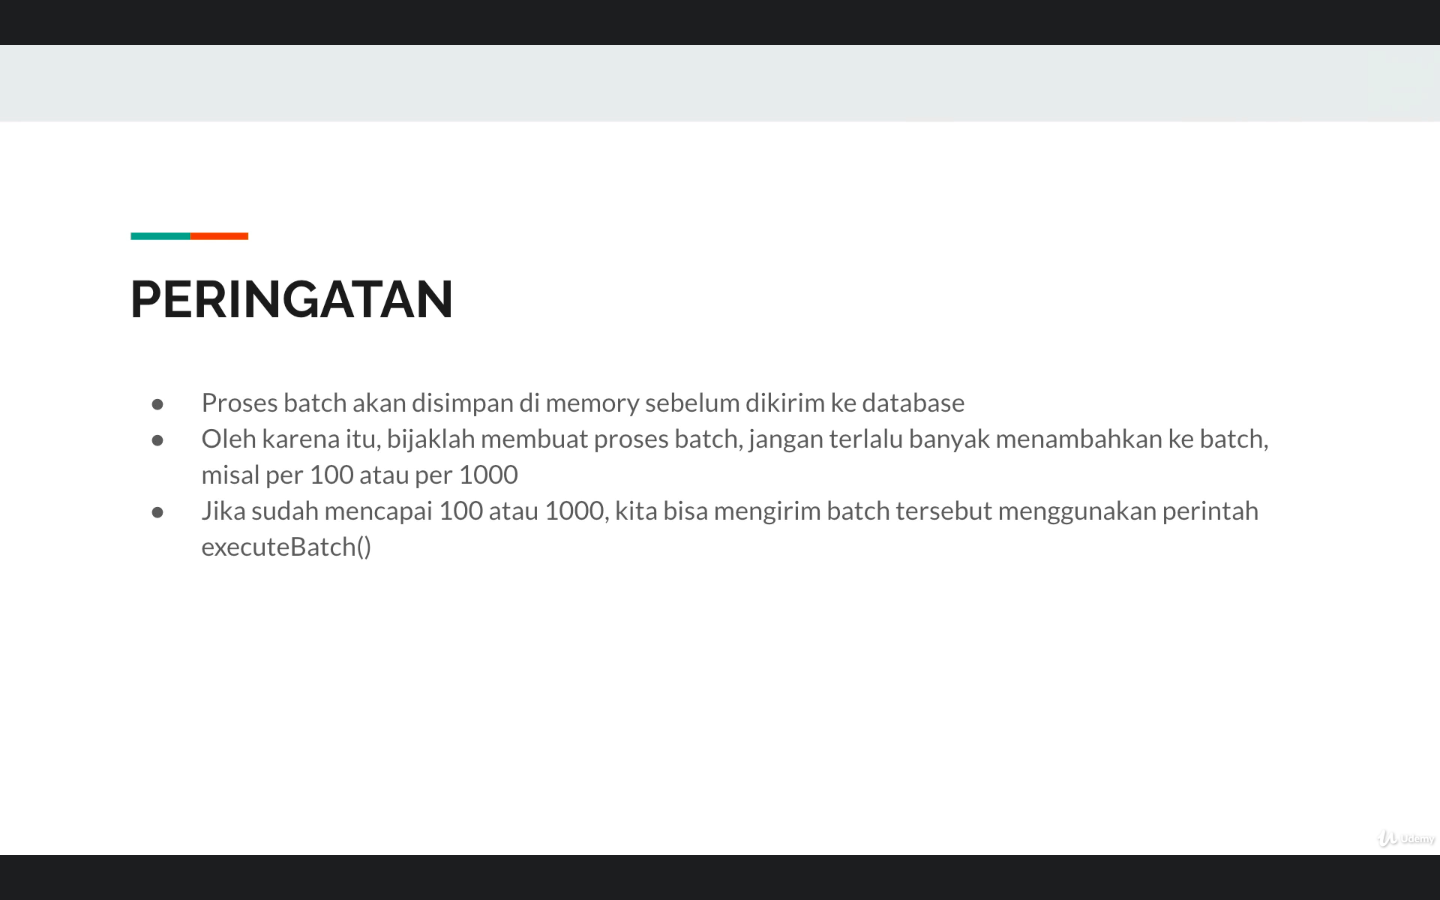 PERINGATAN
● Proses batch akan disimpan di memory sebelum dikirim ke database
● Oleh karena itu, bijaklah membuat proses batch, jangan terlalu banyak menambahkan ke batch,
misal per 100 atau per 1000
● Jika sudah mencapai 100 atau 1000, kita bisa mengirim batch tersebut menggunakan perintah
executeBatch()
Udemy